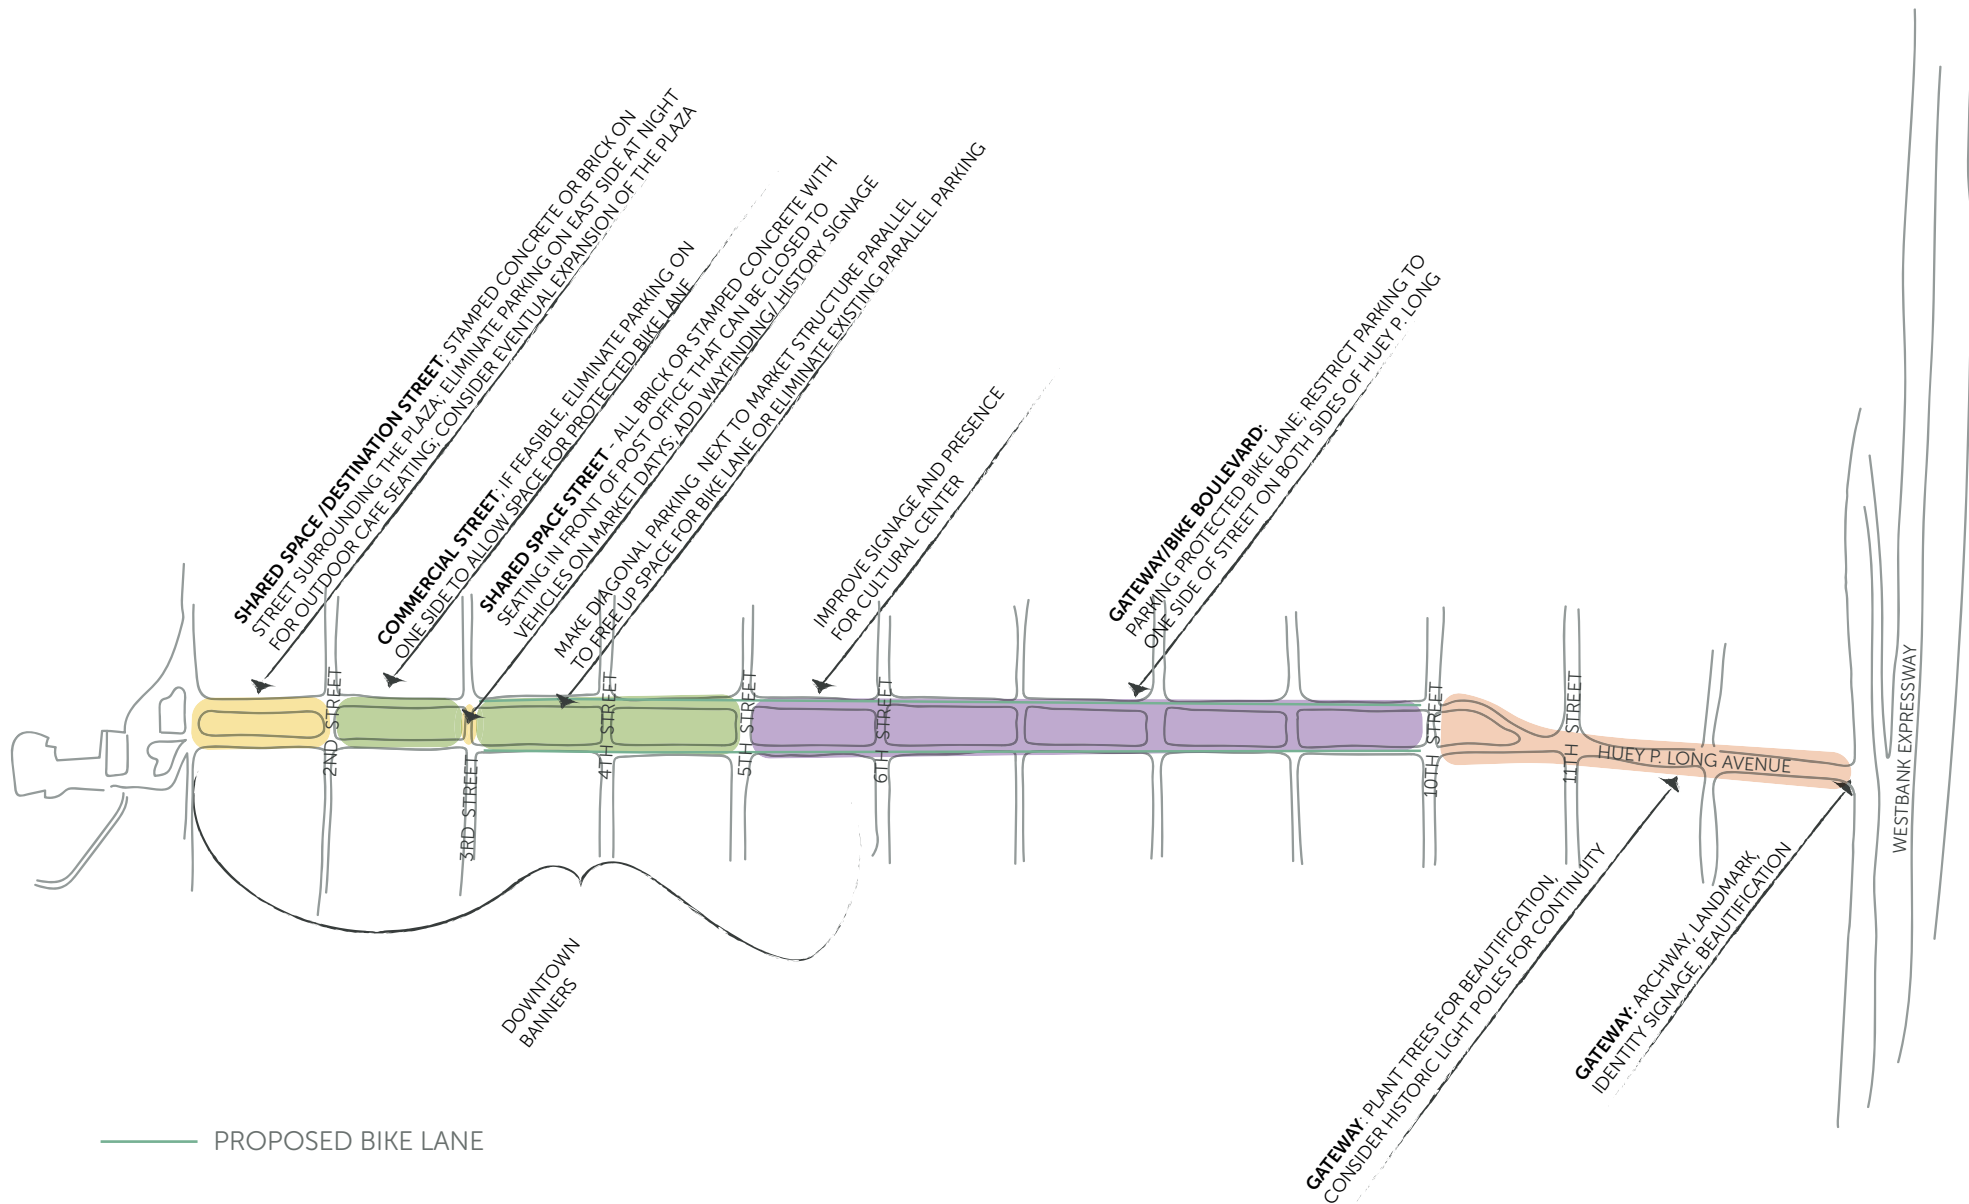 SHARED SPACE /DESTINATION STREET; STAMPED CONCRETE OR BRICK ON
STREET SURROUNDING THE PLAZA; ELIMINATE PARKING ON EAST SIDE AT NIGHT
FOR OUTDOOR CAFE SEATING; CONSIDER EVENTUAL EXPANSION OF THE PLAZA
COMMERCIAL STREET; IF FEASIBLE, ELIMINATE PARKING ON
ONE SIDE TO ALLOW SPACE FOR PROTECTED BIKE LANE
SHARED SPACE STREET - ALL BRICK OR STAMPED CONCRETE WITH
SEATING IN FRONT OF POST OFFICE THAT CAN BE CLOSED TO
VEHICLES ON MARKET DATYS; ADD WAYFINDING/ HISTORY SIGNAGE
MAKE DIAGONAL PARKING NEXT TO MARKET STRUCTURE PARALLEL
TO FREE UP SPACE FOR BIKE LANE OR ELIMINATE EXISTING PARALLEL PARKING
IMPROVE SIGNAGE AND PRESENCE
FOR CULTURAL CENTER
GATEWAY/BIKE BOULEVARD:
PARKING PROTECTED BIKE LANE; RESTRICT PARKING TO
ONE SIDE OF STREET ON BOTH SIDES OF HUEY P. LONG
2ND STREET
3RD STREET
4TH STREET
5TH STREET
6TH STREET
10TH STREET
11TH STREET
HUEY P. LONG AVENUE
WESTBANK EXPRESSWAY
DOWNTOWN
BANNERS
GATEWAY: PLANT TREES FOR BEAUTIFICATION,
CONSIDER HISTORIC LIGHT POLES FOR CONTINUITY
GATEWAY: ARCHWAY, LANDMARK,
IDENTITY SIGNAGE, BEAUTIFICATION
PROPOSED BIKE LANE